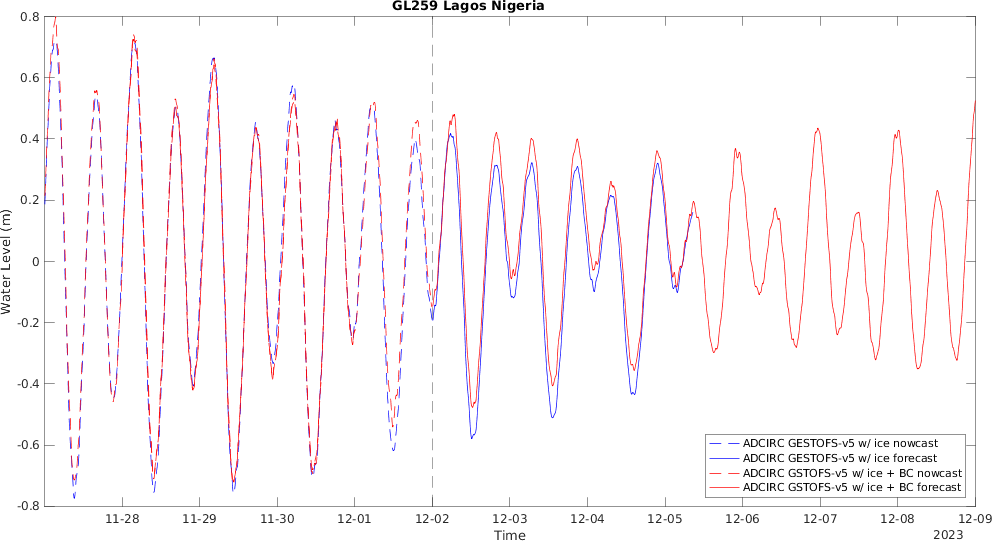 GL259 Lagos Nigeria
0.8
0.6
0.4
0.2
0
-0.2
-0.4
-0.6
-0.8
Water Level (m)
11-28 11-29 11-30 12-01 12-02 12-03 12-04 12-05 12-06 12-07 12-08 12-09
Time
2023
ADCIRC GESTOFS-v5 w/ ice nowcast
ADCIRC GESTOFS-v5 w/ ice forecast
ADCIRC GSTOFS-v5 w/ ice + BC nowcast
ADCIRC GSTOFS-v5 w/ ice + BC forecast